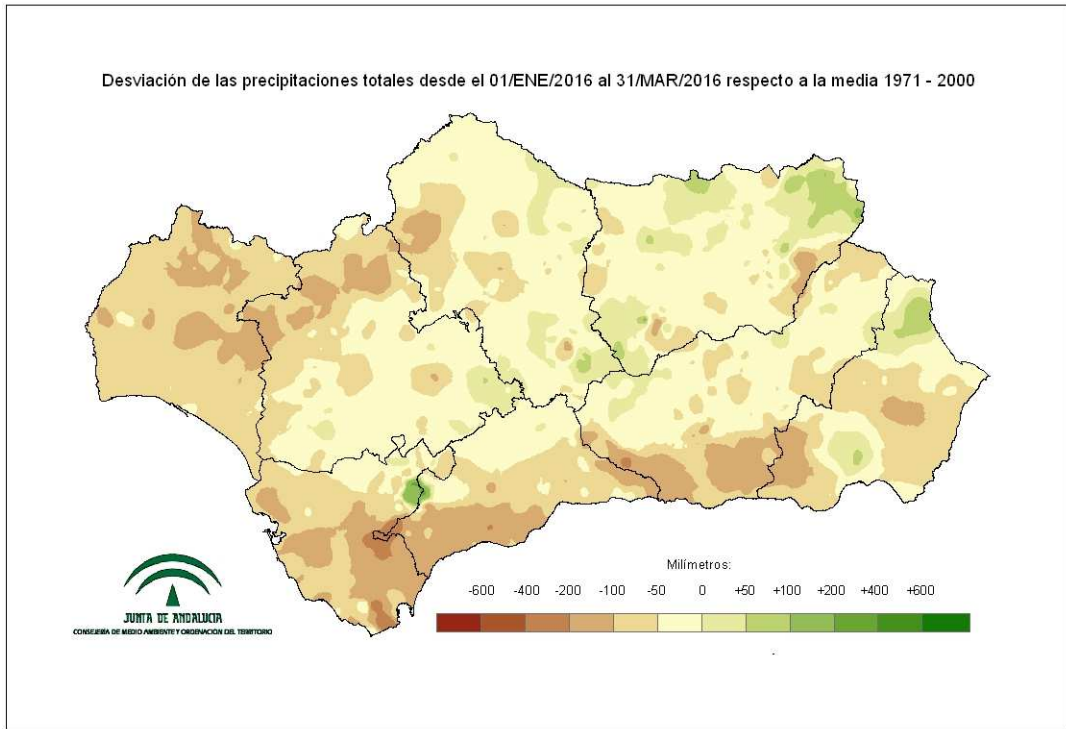 Desviación de las precipitaciones totales desde el 01/ENE/2016 al 31/MAR/2016 respecto a la media 1971 - 2000
Milímetros:
-600 -400 -200 -100 -50 0 +50 +100 +200 +400 +600
JUNTA DE ANDALUCIA
CONSEJERÍA DE MEDIO AMBIENTE Y ORDENACIÓN DEL TERRITORIO